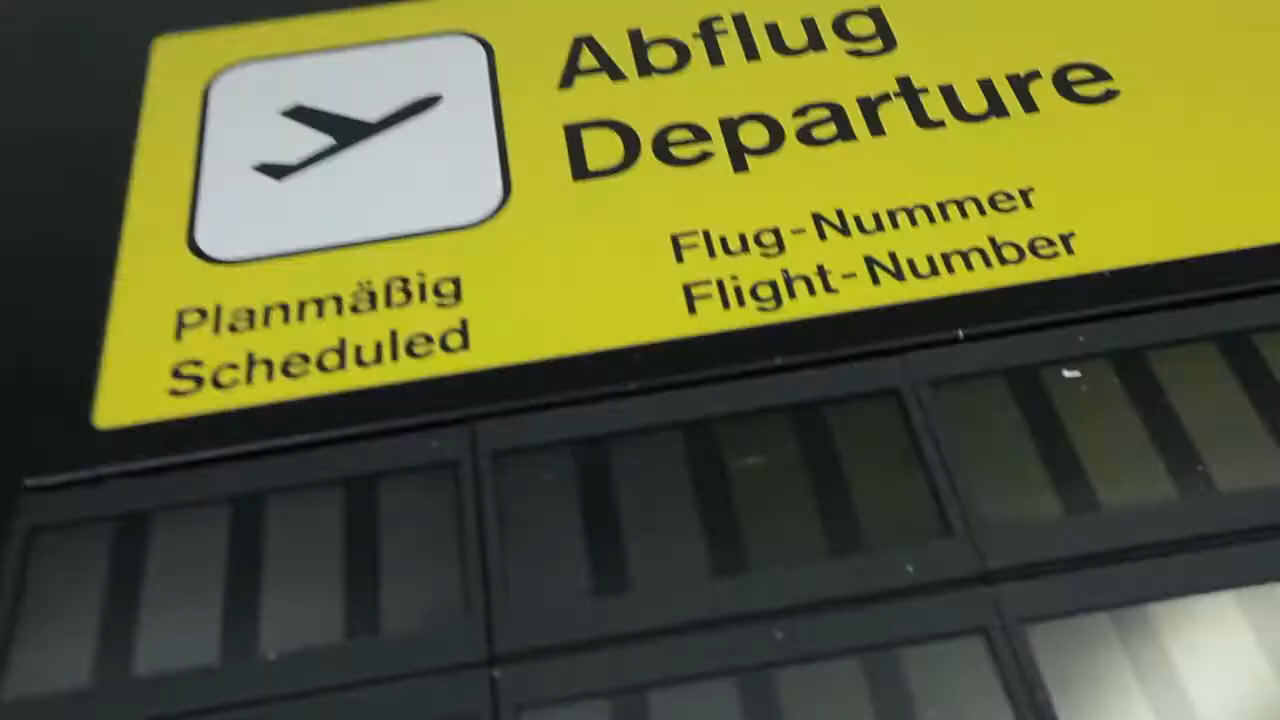 Abflug
Departure
Flug-Nummer
Flight-Number
Planmäßig
Scheduled